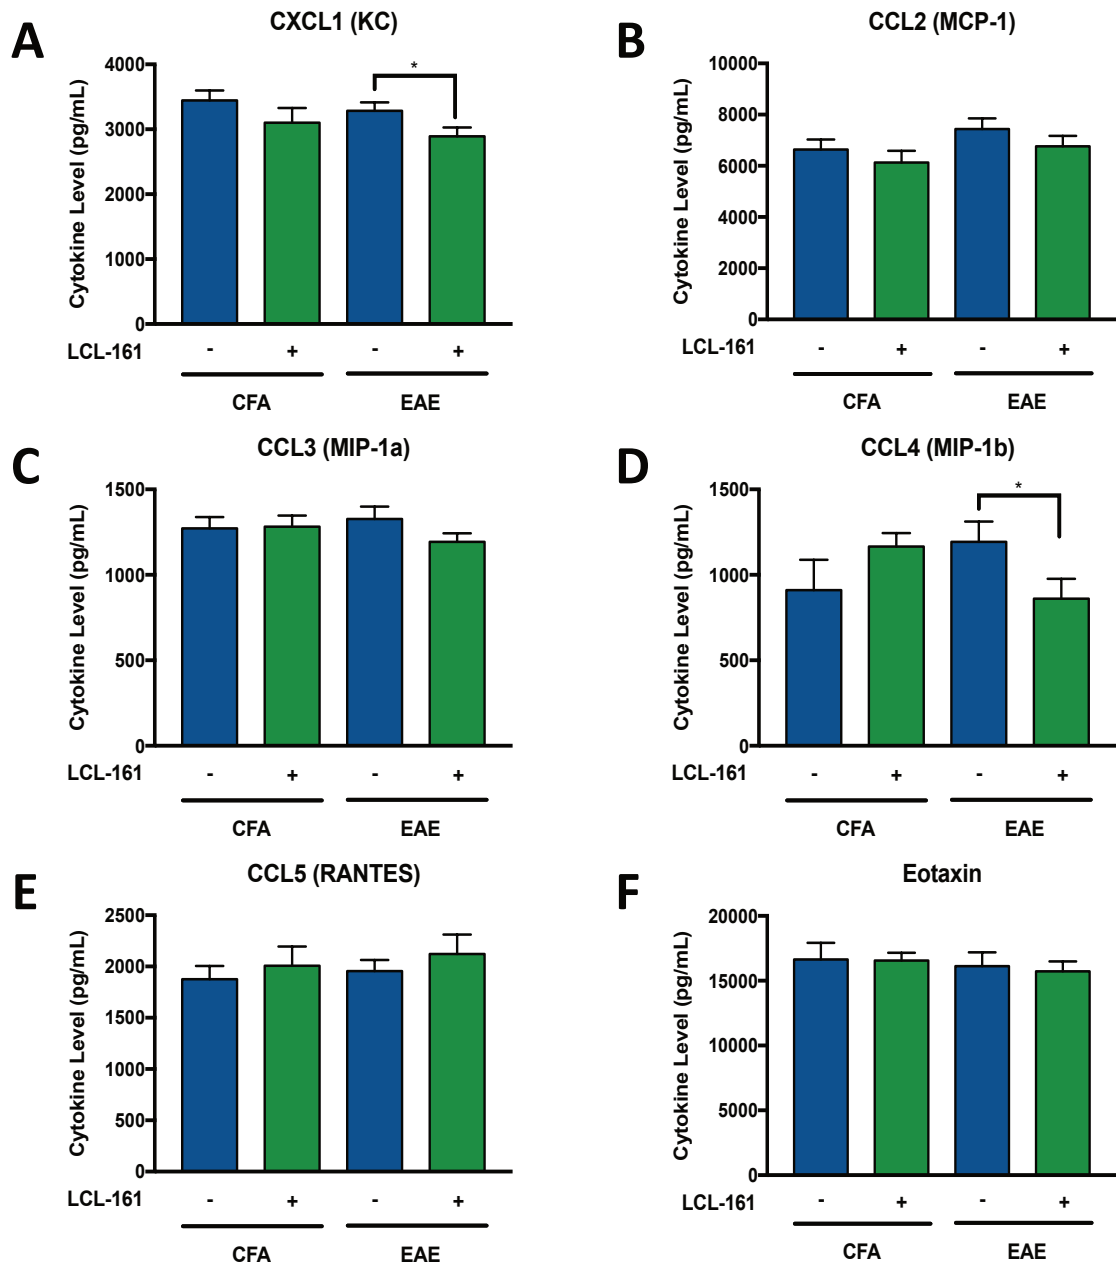 A
CXCL1 (KC)
Cytokine Level (pg/mL)
4000
3000
2000
1000
0
*
LCL-161 - + - +
CFA EAE
B
CCL2 (MCP-1)
Cytokine Level (pg/mL)
10000
8000
6000
4000
2000
0
LCL-161 - + - +
CFA EAE
C
CCL3 (MIP-1a)
Cytokine Level (pg/mL)
1500
1000
500
0
LCL-161 - + - +
CFA EAE
D
CCL4 (MIP-1b)
Cytokine Level (pg/mL)
1500
1000
500
0
*
LCL-161 - + - +
CFA EAE
E
CCL5 (RANTES)
Cytokine Level (pg/mL)
2500
2000
1500
1000
500
0
LCL-161 - + - +
CFA EAE
F
Eotaxin
Cytokine Level (pg/mL)
20000
15000
10000
5000
0
LCL-161 - + - +
CFA EAE